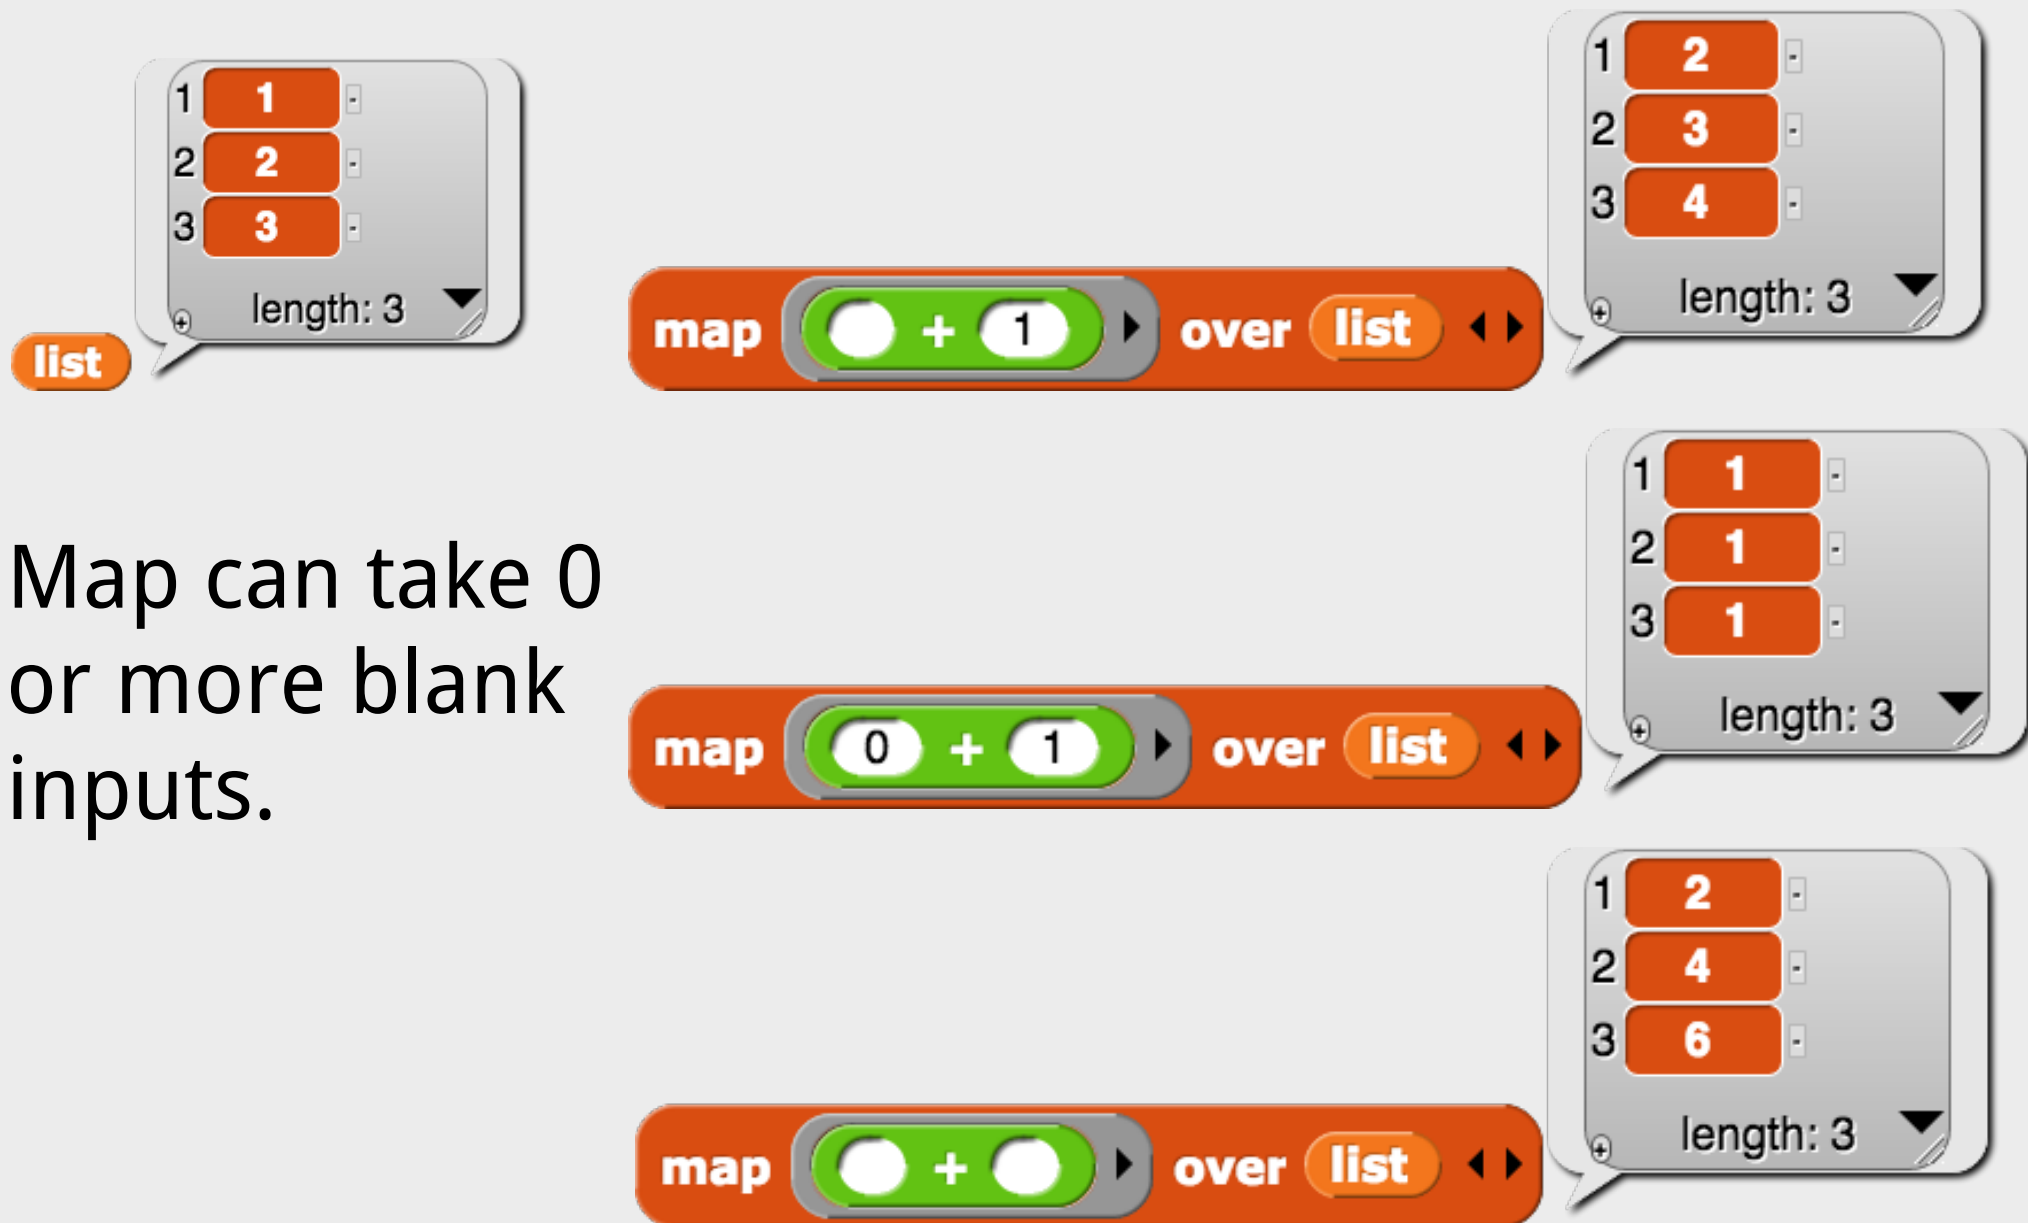 1 1 -
2 2 -
3 3 -
+ length: 3
list
map + 1 over list
1 2 -
2 3 -
3 4 -
+ length: 3
Map can take 0
or more blank
inputs.
map 0 + 1 over list
1 1 -
2 1 -
3 1 -
+ length: 3
map + over list
1 2 -
2 4 -
3 6 -
+ length: 3